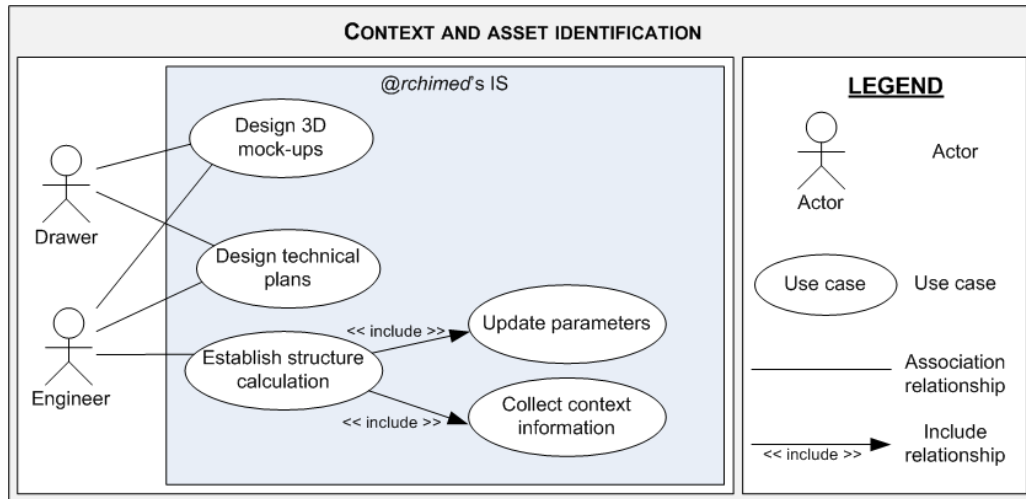 CONTEXT AND ASSET IDENTIFICATION
@rchimed's IS
Design 3D
mock-ups
Drawer
Design technical
plans
Engineer
Establish structure
calculation
<< include >>
Update parameters
<< include >>
Collect context
information
LEGEND
Actor
Actor
Use case
Use case
Association
relationship
<< include >>
Include
relationship